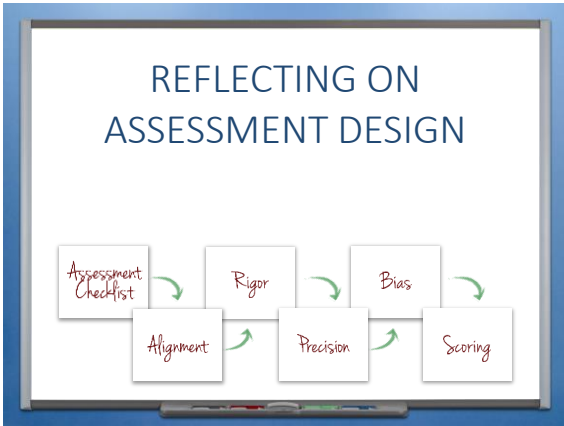 REFLECTING ON
ASSESSMENT DESIGN
Assessment
Checklist
Alignment
Rigor
Precision
Bias
Scoring